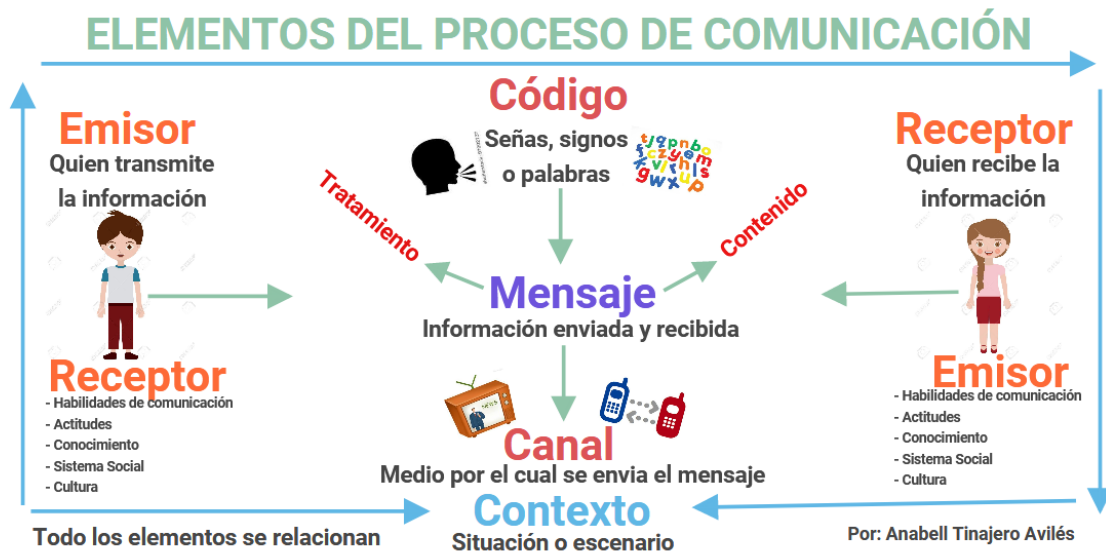 ELEMENTOS DEL PROCESO DE COMUNICACIÓN
Código
Señas, signos
o palabras
Emisor
Quien transmite
la información
Receptor
Quien recibe la
información
Tratamiento
Contenido
Mensaje
Información enviada y recibida
Receptor
- Habilidades de comunicación
- Actitudes
- Conocimiento
- Sistema Social
- Cultura
Emisor
- Habilidades de comunicación
- Actitudes
- Conocimiento
- Sistema Social
- Cultura
Canal
Medio por el cual se envia el mensaje
Contexto
Situación o escenario
Todo los elementos se relacionan
Por: Anabell Tinajero Avilés